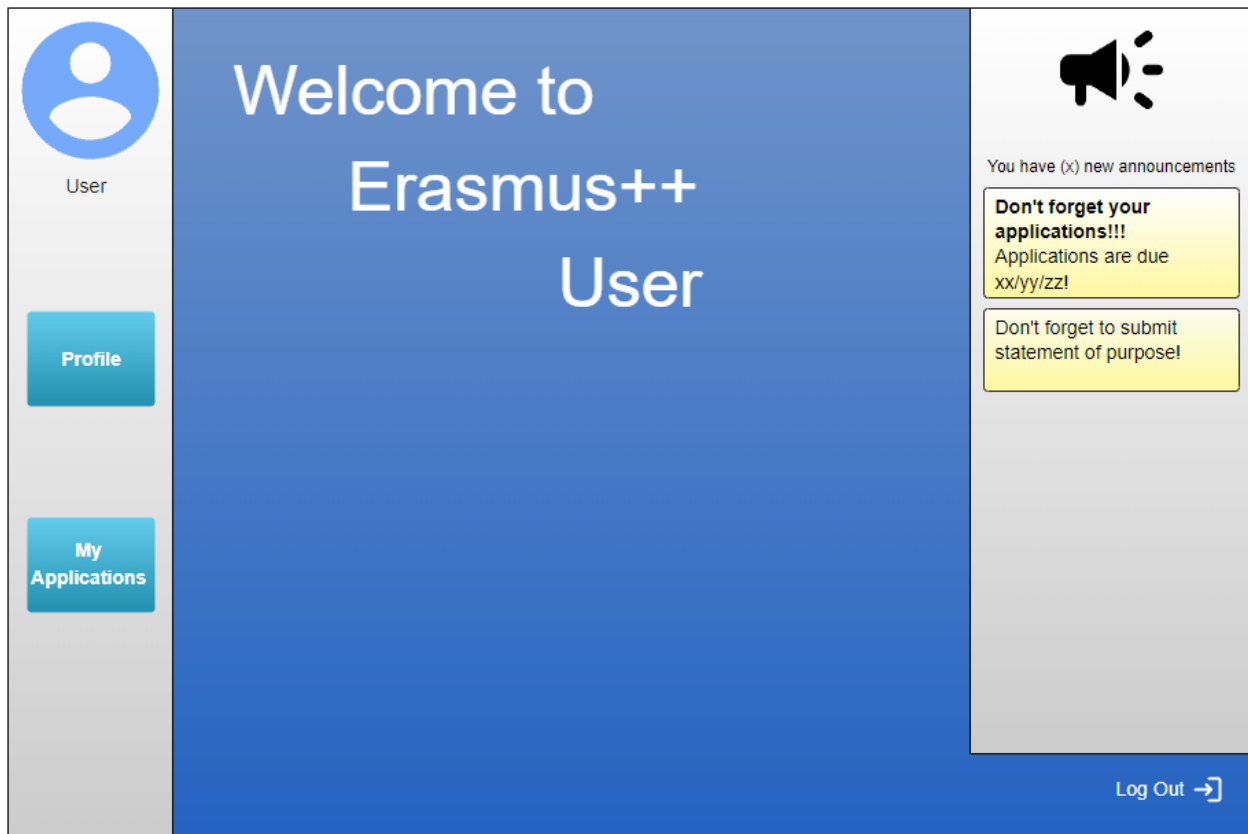 User
Profile
My
Applications
Welcome to
Erasmus++
User
You have (x) new announcements
Don't forget your
applications!!!
Applications are due
xx/yy/zz!
Don't forget to submit
statement of purpose!
Log Out